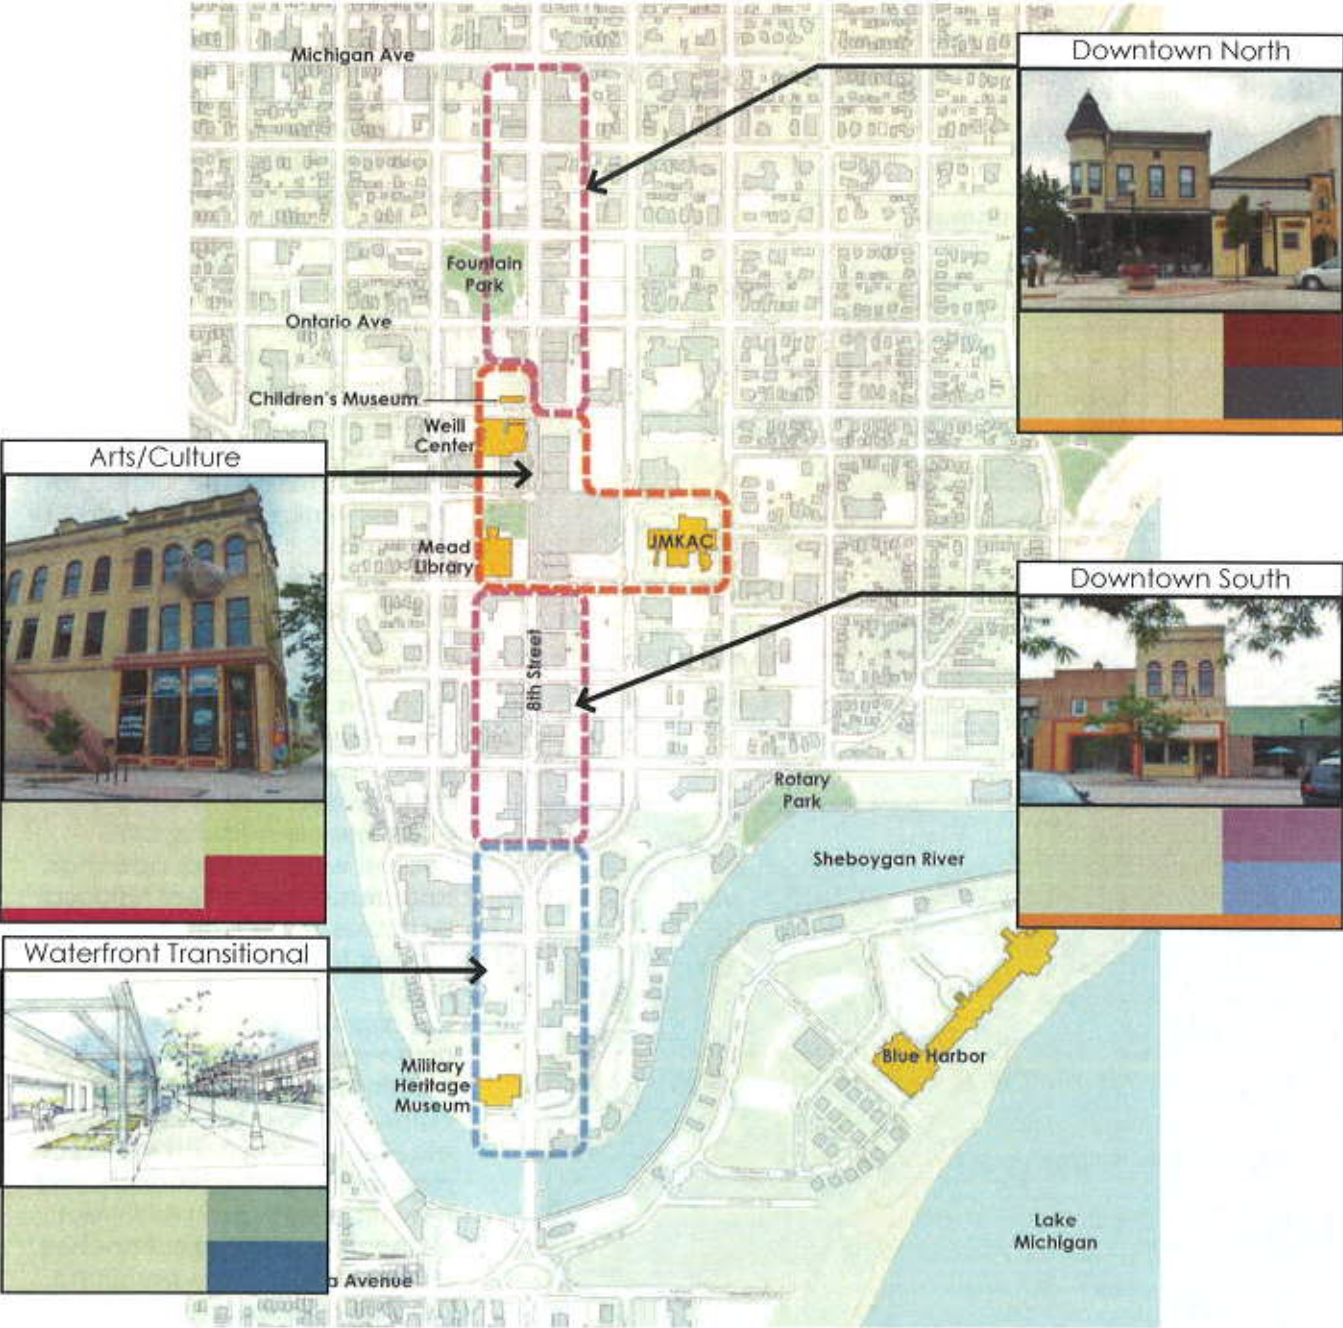 Michigan Ave
Downtown North
Fountain
Park
Ontario Ave
Children's Museum
Weill
Center
Arts/Culture
Mead
Library
JMKAC
Downtown South
8th Street
Rotary
Park
Sheboygan River
Waterfront Transitional
Blue Harbor
Military
Heritage
Museum
Lake
Michigan
a Avenue